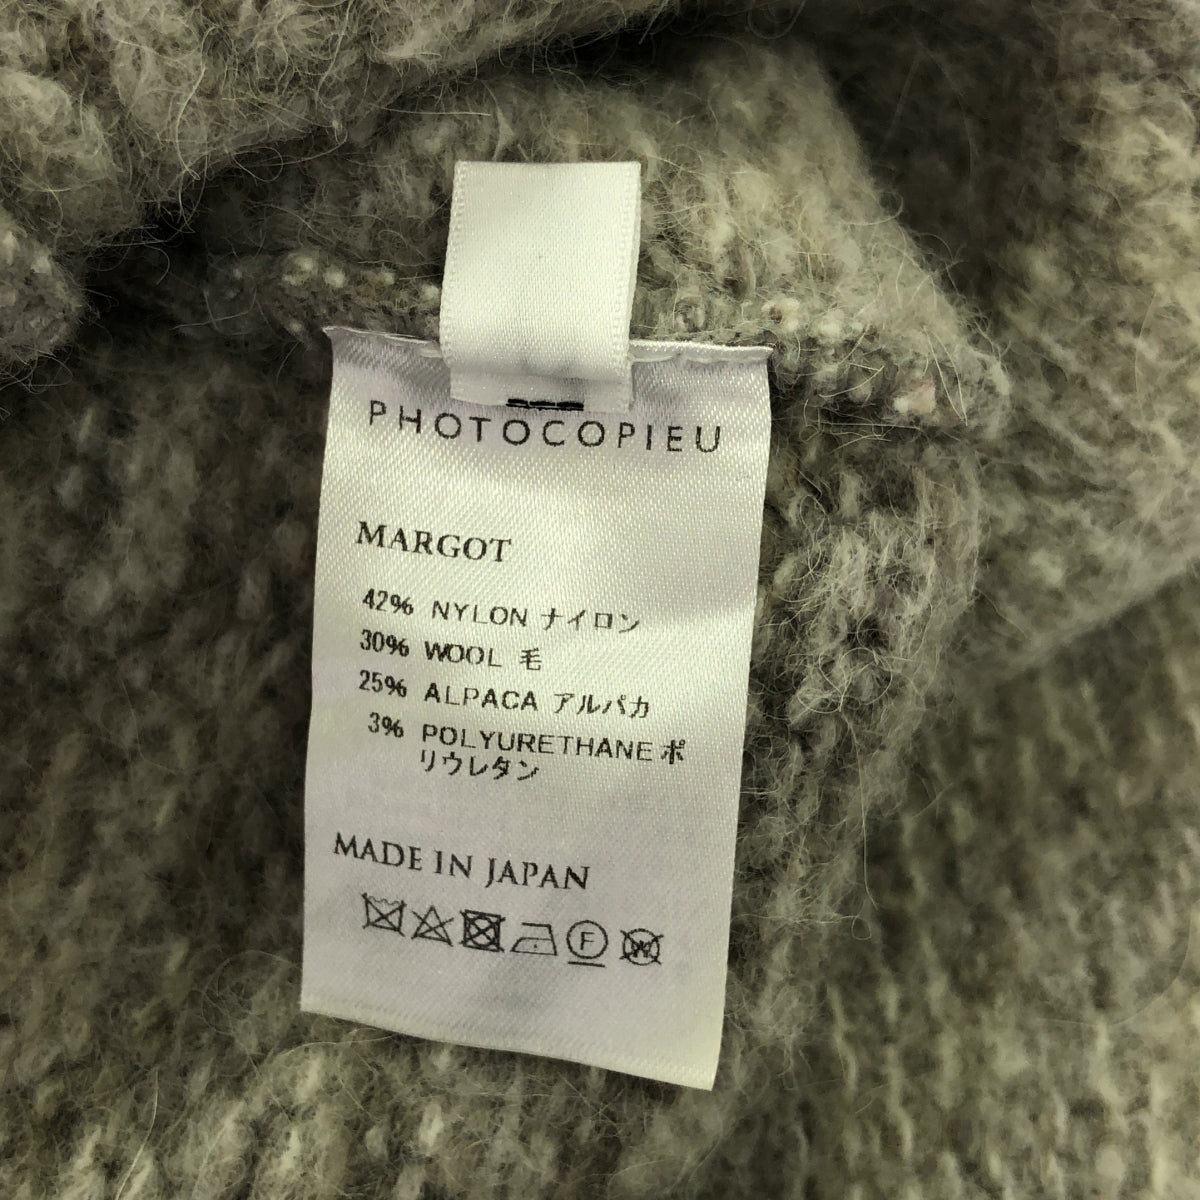 PHOTOCOPIEU
MARGOT
42% NYLON ナイロン
30% WOOL 毛
25% ALPACA アルパカ
3% POLYURETHANE ポ
リウレタン
MADE IN JAPAN
F W